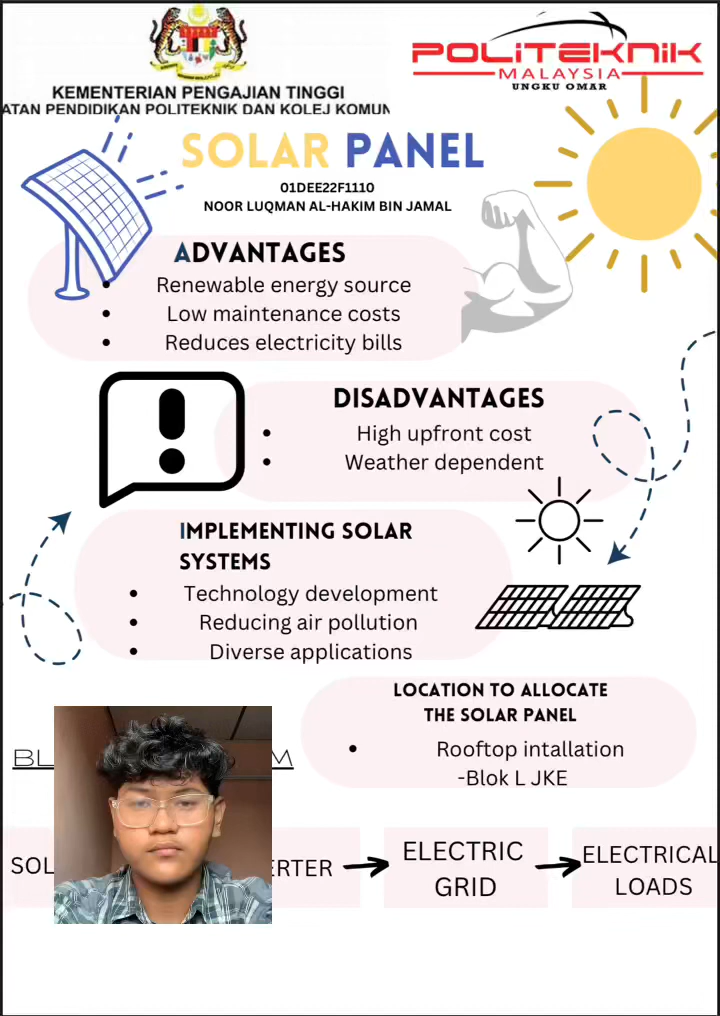 KEMENTERIAN PENGAJIAN TINGGI
ATAN PENDIDIKAN POLITEKNIK DAN KOLEJ KOMUN
POLITEKNIK
MALAYSIA
UNGKU OMAR
SOLAR PANEL
01DEE22F1110
NOOR LUQMAN AL-HAKIM BIN JAMAL
ADVANTAGES
• Renewable energy source
• Low maintenance costs
• Reduces electricity bills
DISADVANTAGES
• High upfront cost
• Weather dependent
IMPLEMENTING SOLAR
SYSTEMS
• Technology development
• Reducing air pollution
• Diverse applications
LOCATION TO ALLOCATE
THE SOLAR PANEL
• Rooftop intallation
-Blok L JKE
BL M
SOL ERTER ELECTRIC
GRID
ELECTRICAL
LOADS